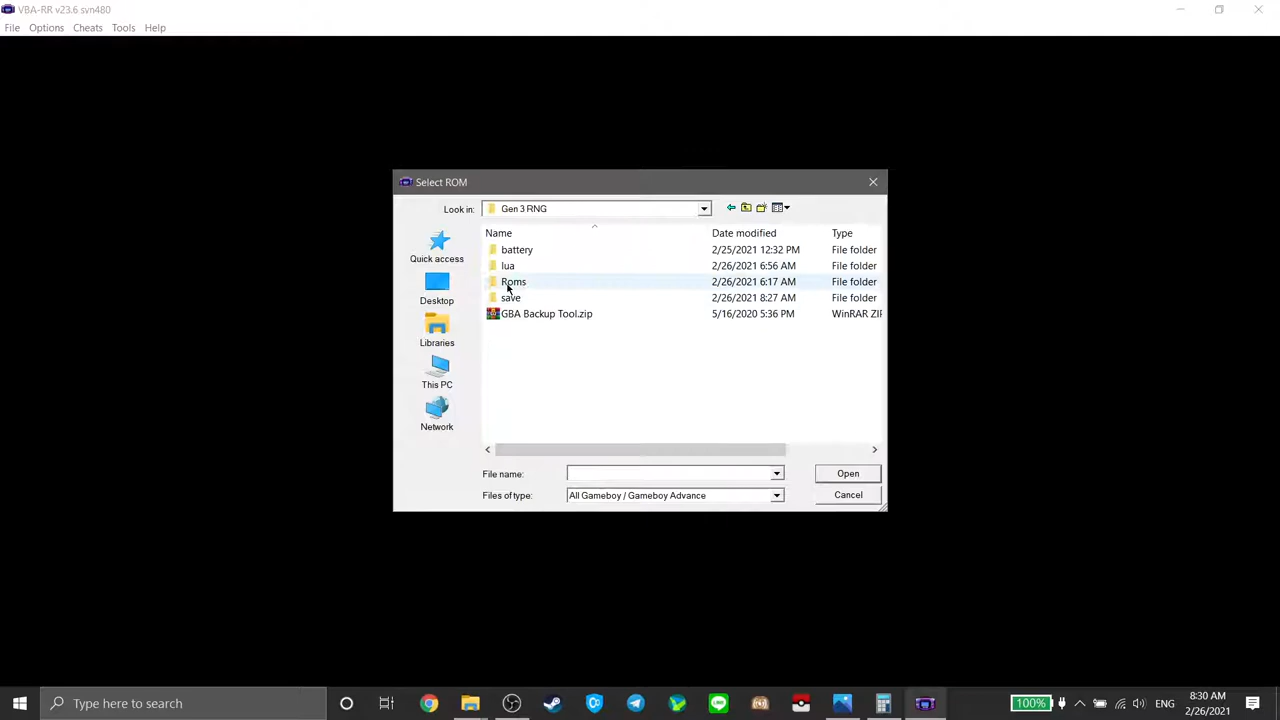 VBA-RR v23.6 svn480
File Options Cheats Tools Help
Select ROM
Look in: Gen 3 RNG
Name Date modified Type
battery 2/25/2021 12:32 PM File folder
lua 2/26/2021 6:56 AM File folder
Roms 2/26/2021 6:17 AM File folder
save 2/26/2021 8:27 AM File folder
GBA Backup Tool.zip 5/16/2020 5:36 PM WinRAR ZIF
Quick access
Desktop
Libraries
This PC
Network
File name: Open
Files of type: All Gameboy / Gameboy Advance Cancel
Type here to search
LINE
100%
ENG
8:30 AM
2/26/2021